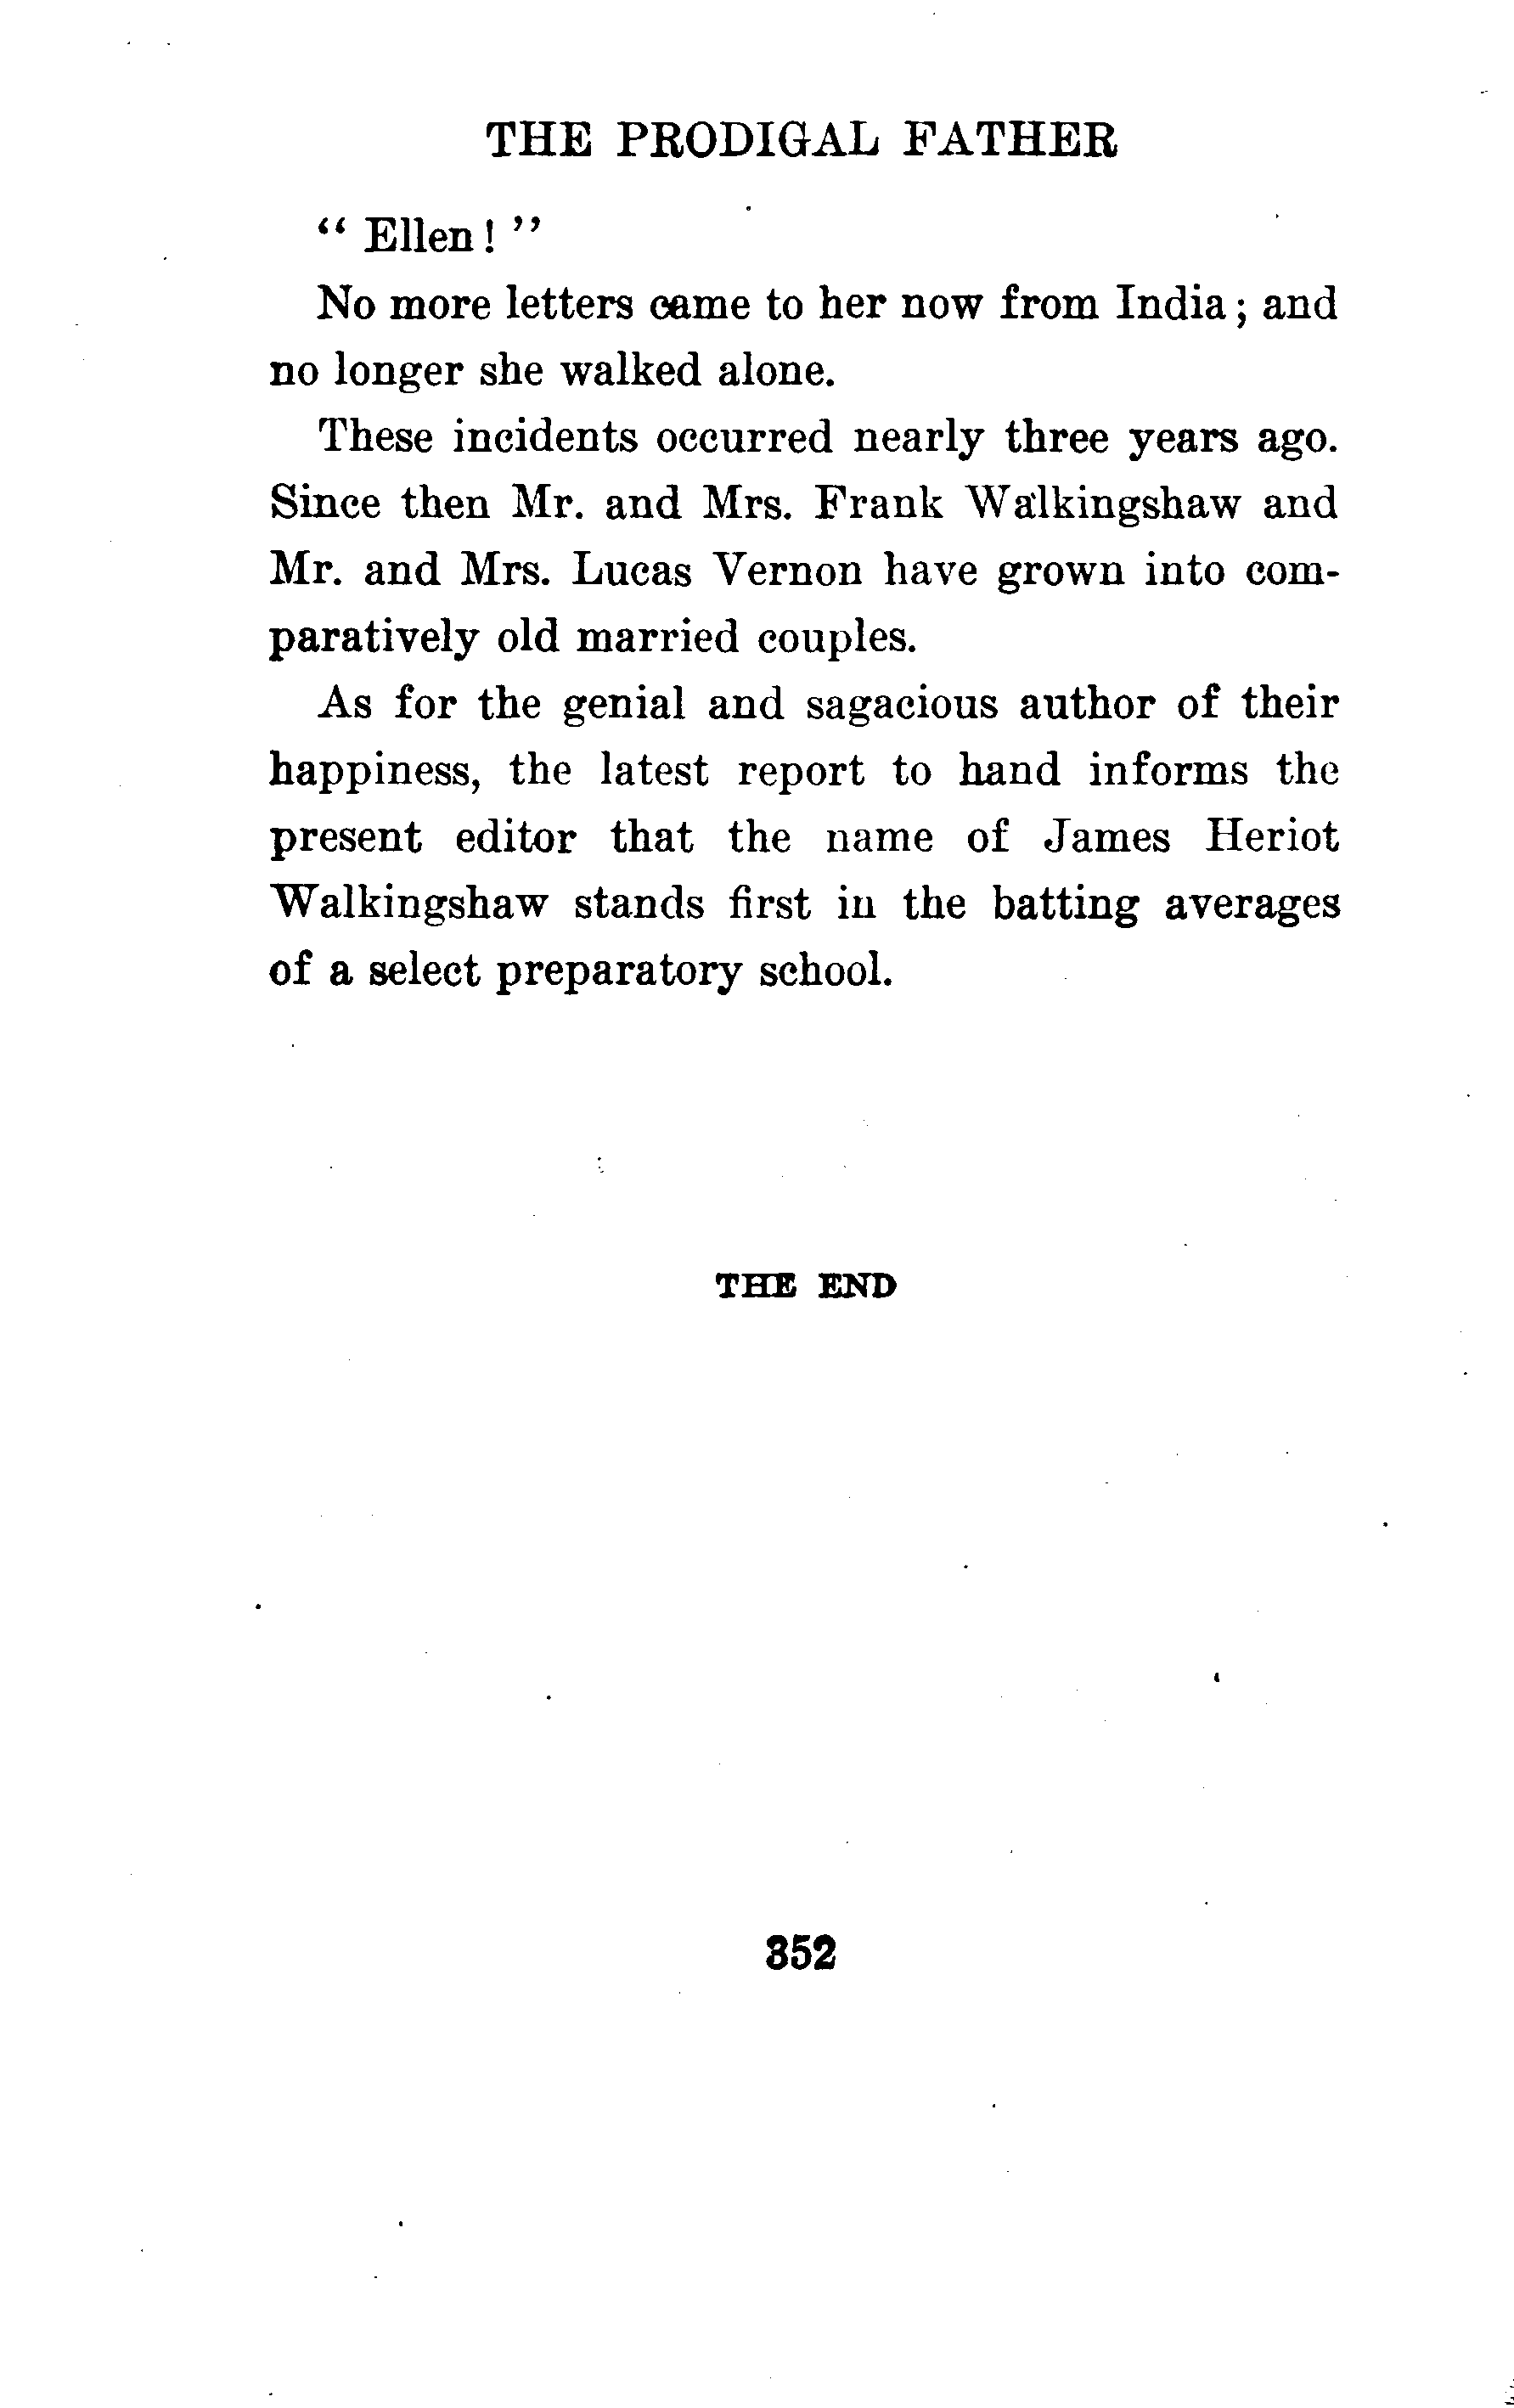 THE PRODIGAL FATHER
“ Ellen ! ”
No more letters came to her now from India ; and
no longer she walked alone.
These incidents occurred nearly three years ago.
Since then Mr. and Mrs. Frank Walkingshaw and
Mr. and Mrs. Lucas Vernon have grown into com-
paratively old married couples.
As for the genial and sagacious author of their
happiness, the latest report to hand informs the
present editor that the name of James Heriot
Walkingshaw stands first in the batting averages
of a select preparatory school.
THE END
352